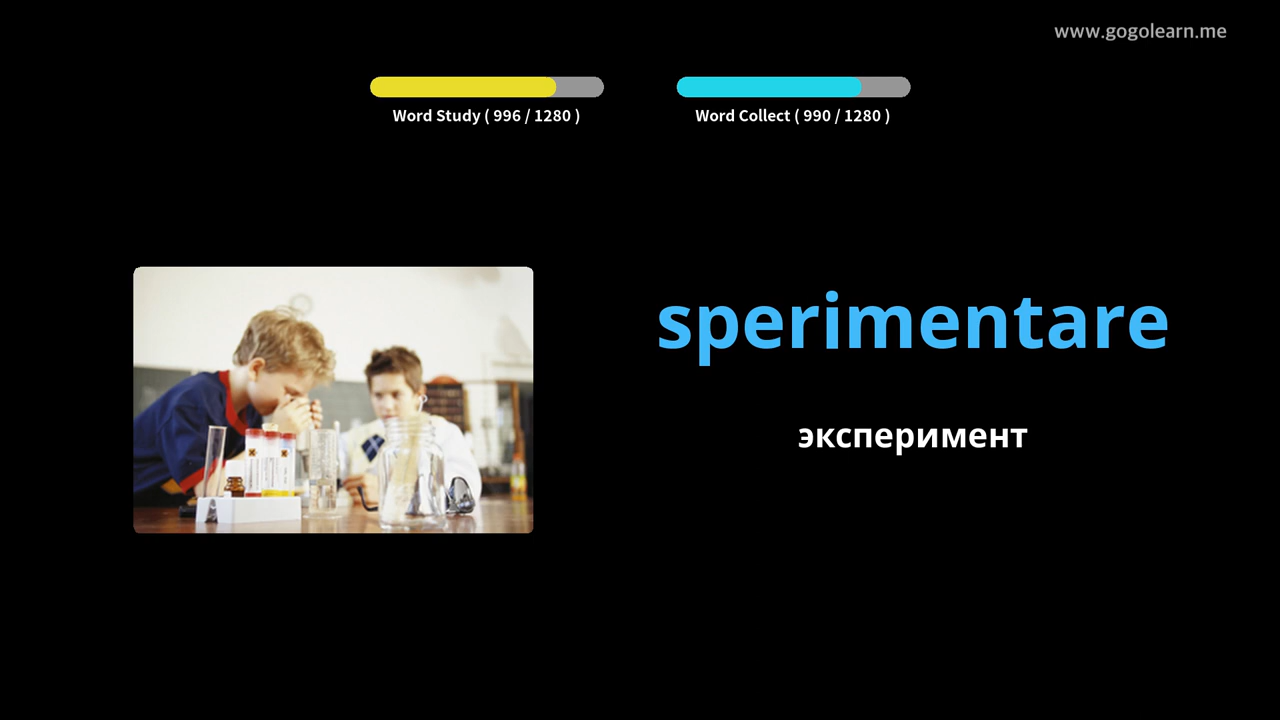 www.gogolearn.me
Word Study ( 996 / 1280 )
Word Collect ( 990 / 1280 )
sperimentare
эксперимент